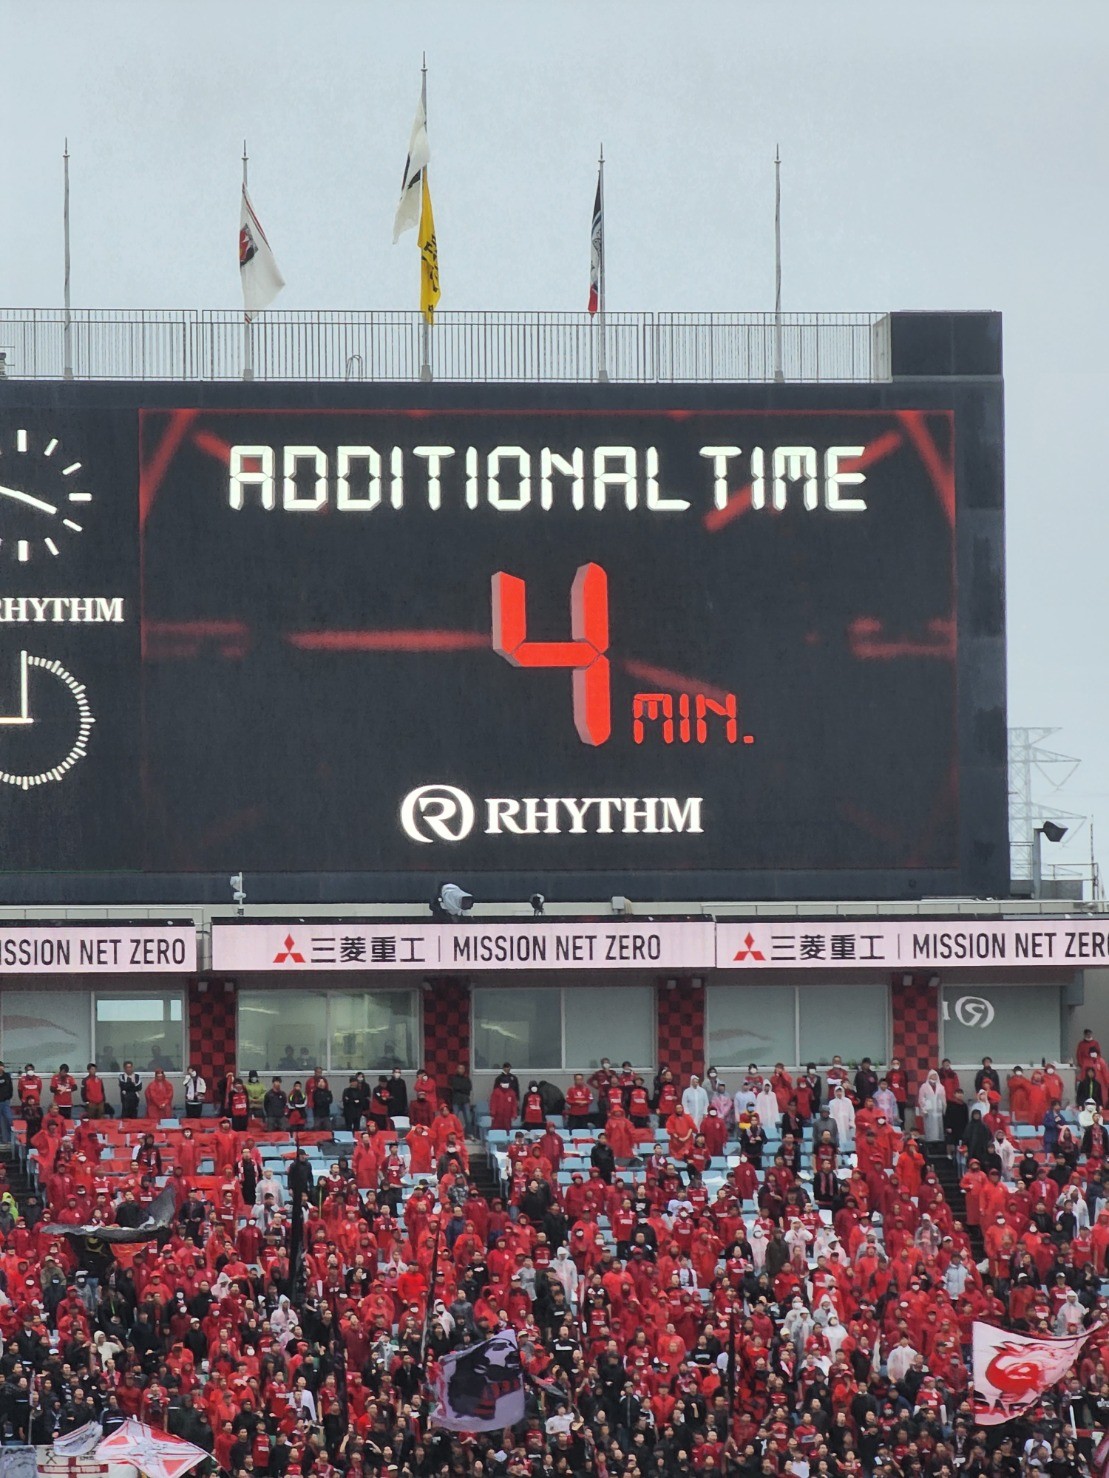 ADDITIONAL TIME
4 MIN.
RHYTHM
RHYTHM
MISSION NET ZERO
三菱重工 | MISSION NET ZERO
三菱重工 | MISSION NET ZERO